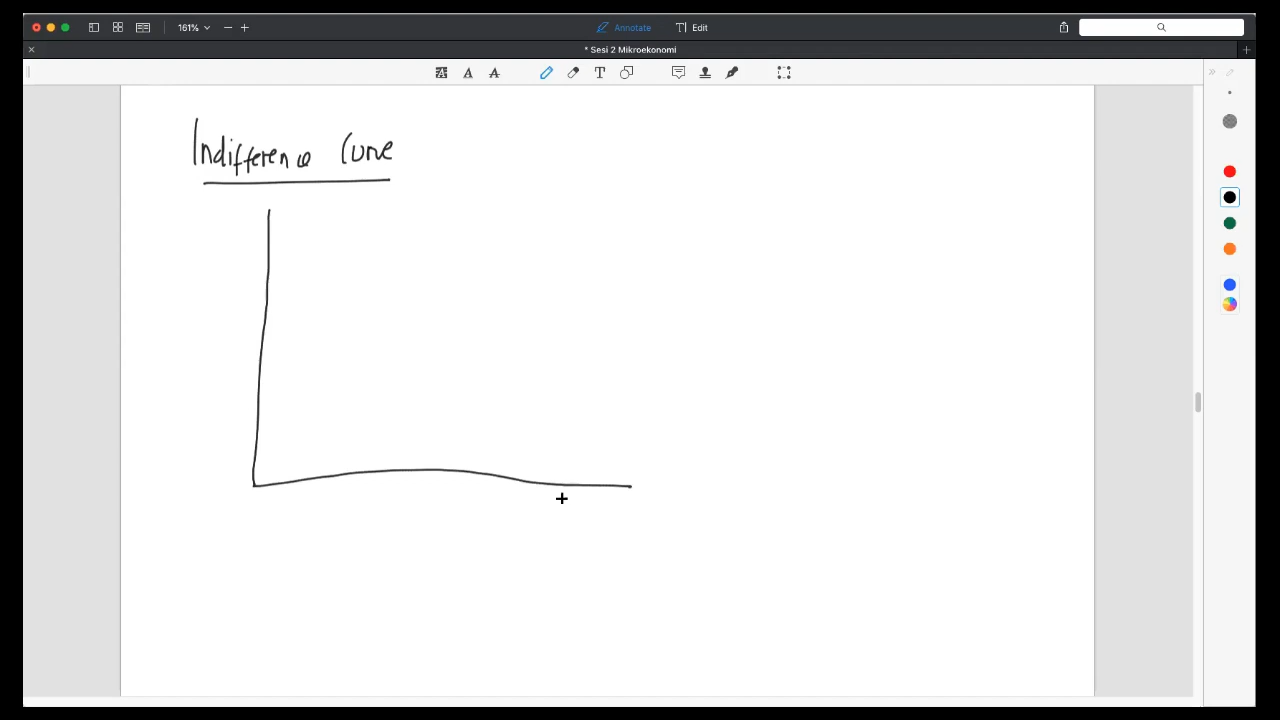 161%
Annotate
Edit
* Sesi 2 Mikroekonomi
Indifference Curve